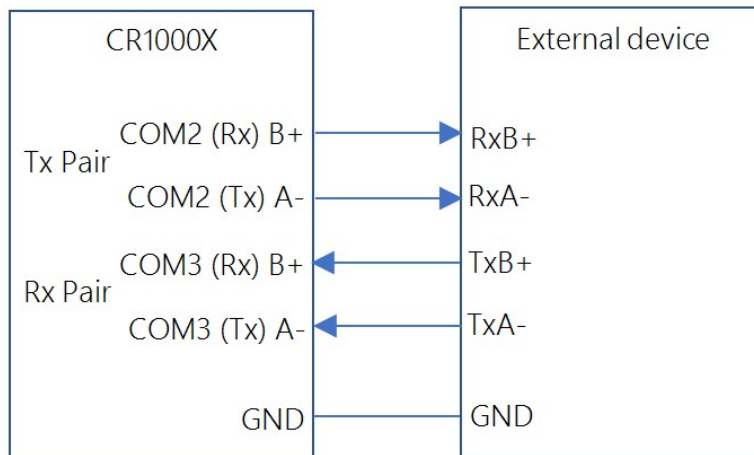 CR1000X
External device
Tx Pair
COM2 (Rx) B+
RxB+
COM2 (Tx) A-
RxA-
Rx Pair
COM3 (Rx) B+
TxB+
COM3 (Tx) A-
TxA-
GND
GND